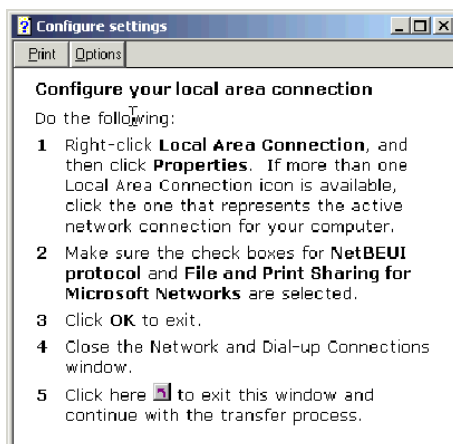 Configure settings
Print Options
Configure your local area connection
Do the following:
1 Right-click Local Area Connection, and
then click Properties. If more than one
Local Area Connection icon is available,
click the one that represents the active
network connection for your computer.
2 Make sure the check boxes for NetBEUI
protocol and File and Print Sharing for
Microsoft Networks are selected.
3 Click OK to exit.
4 Close the Network and Dial-up Connections
window.
5 Click here to exit this window and
continue with the transfer process.